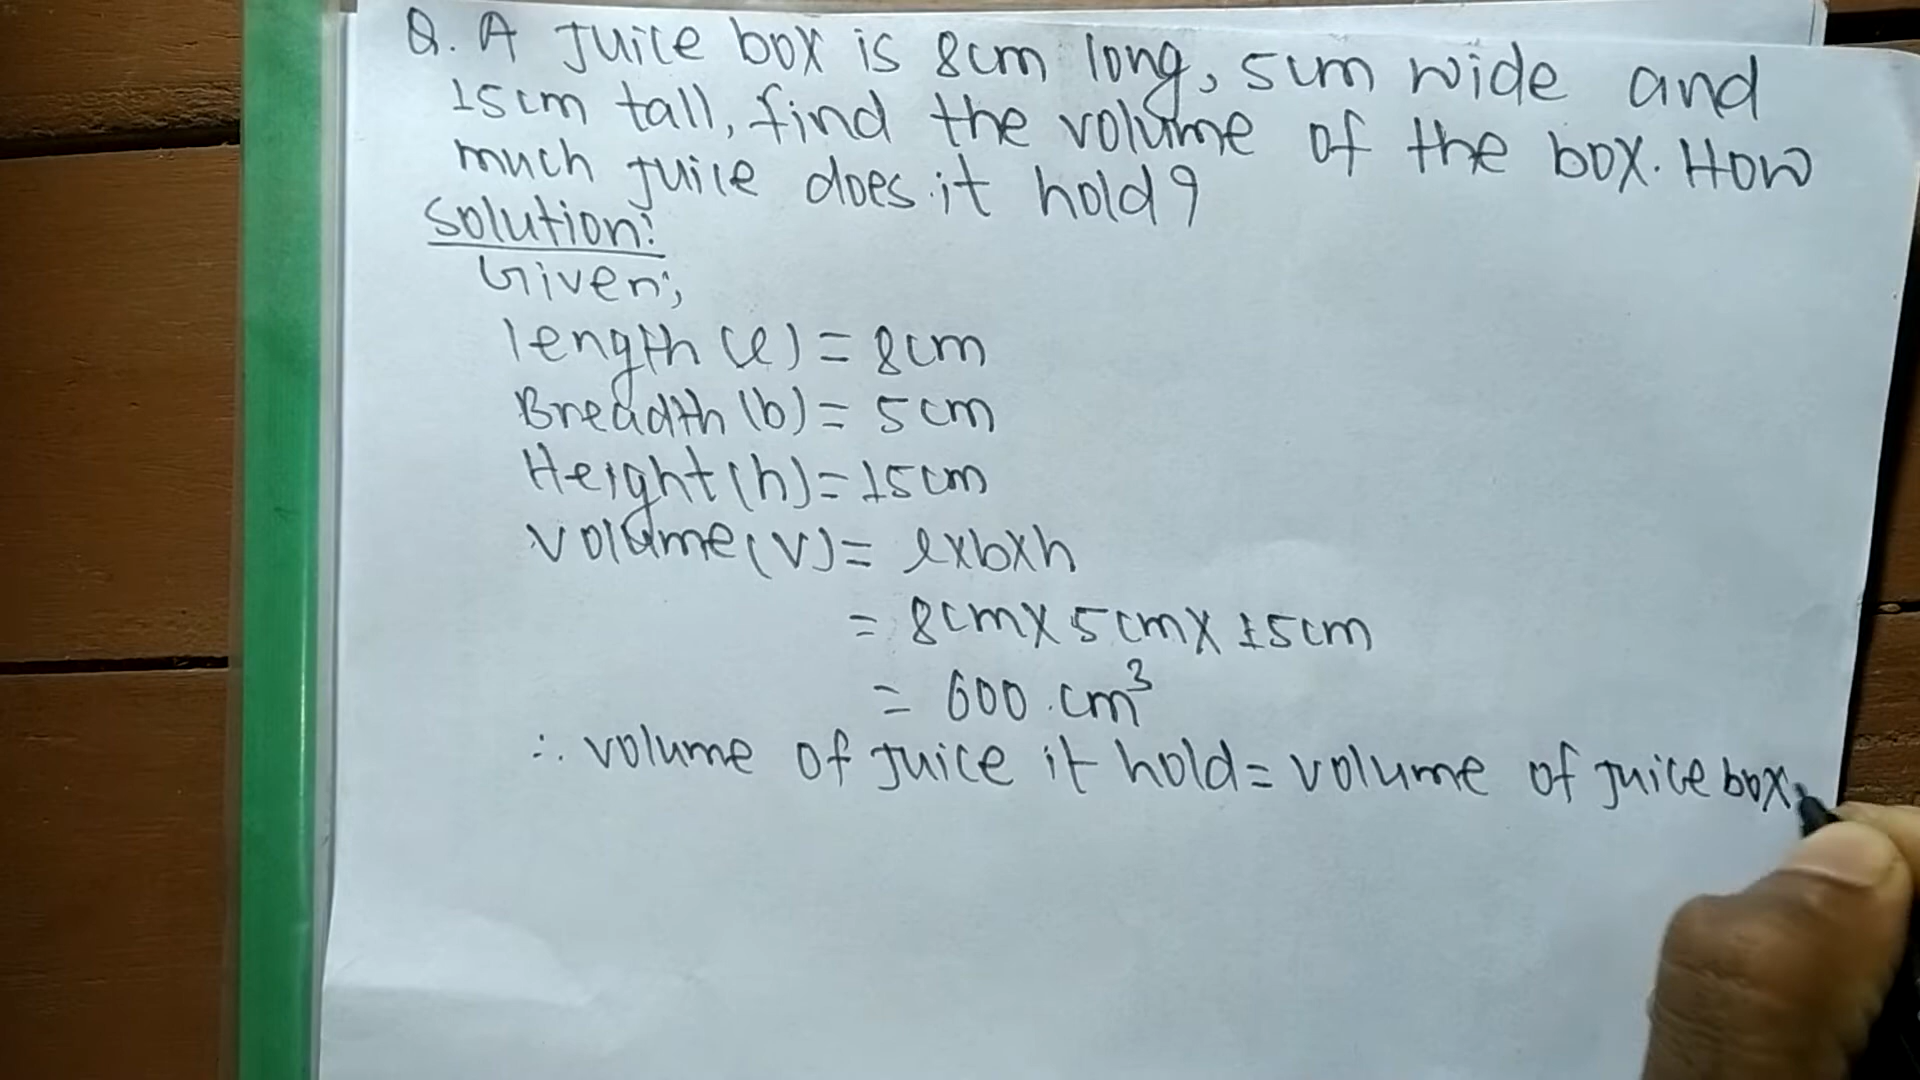 Q. A Juice box is 8cm long, 5cm wide and
15cm tall, find the volume of the box. How
much juice does it hold?
Solution:
Given;
length (l) = 8cm
Breadth (b) = 5cm
Height (h) = 15cm
Volume (V) = l×b×h
= 8cm × 5cm × 15cm
= 600 cm³
∴ volume of Juice it hold = volume of Juice box.